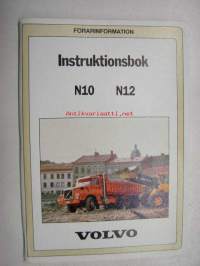 FÖRARINFORMATION
Instruktionsbok
N10 N12
antikvariaatti.net
VOLVO